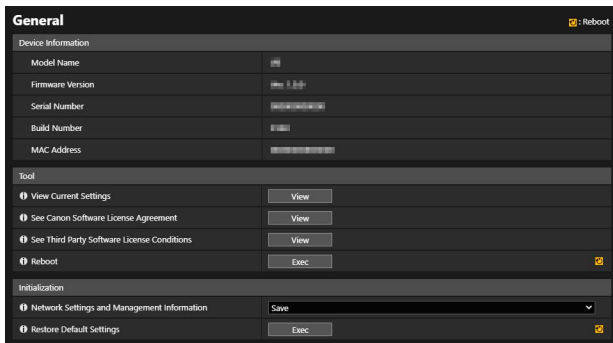 General
: Reboot
Device Information
Model Name
Firmware Version
Serial Number
Build Number
MAC Address
Tool
View Current Settings View
See Canon Software License Agreement View
See Third Party Software License Conditions View
Reboot Exec
Initialization
Network Settings and Management Information Save
Restore Default Settings Exec